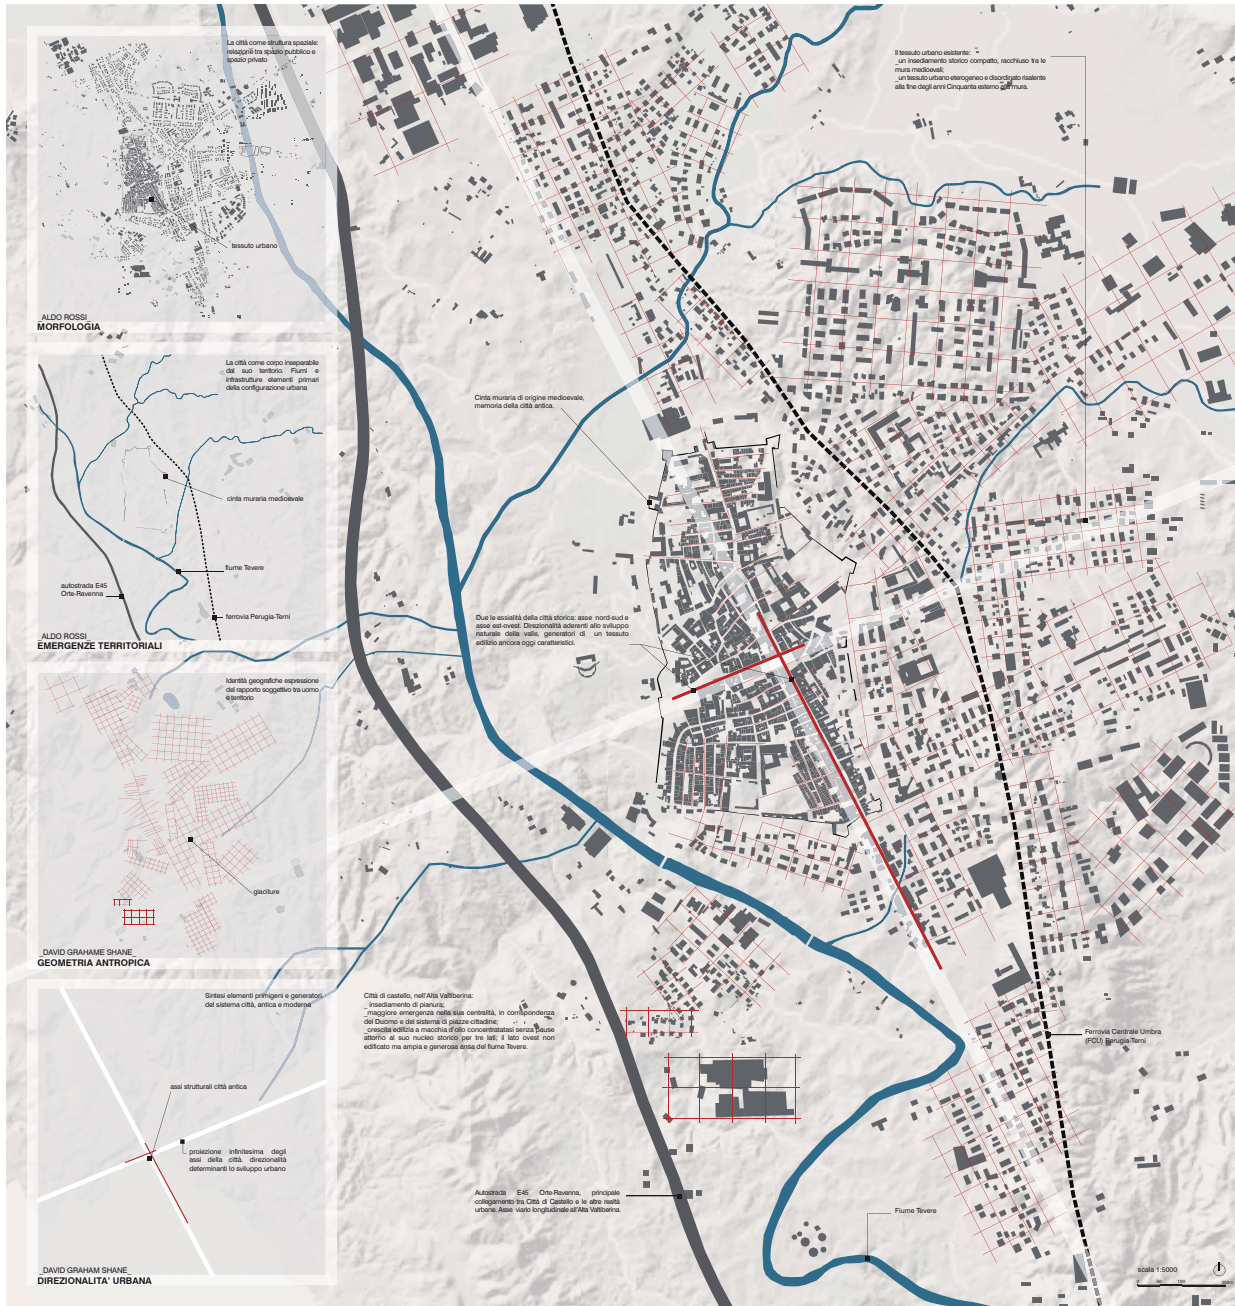 La città come struttura spaziale:
relazione tra spazio pubblico e
spazio privato
tessuto urbano
_ALDO ROSSI_
MORFOLOGIA
La città come corpo inseparabile
dal suo territorio. Fiumi e
infrastrutture elementi primari
della configurazione urbana
cinta muraria medioevale
fiume Tevere
autostrada E45
Orte-Ravenna
ferrovia Perugia-Terni
_ALDO ROSSI_
EMERGENZE TERRITORIALI
Identità geografiche espressione
del rapporto soggettivo tra uomo
e territorio
giaciture
_DAVID GRAHAME SHANE_
GEOMETRIA ANTROPICA
Sintesi elementi primigeni e generatori
del sistema città, antica e moderna
assi strutturali città antica
proiezione infinitesima degli
assi della città. direzionalità
determinanti lo sviluppo urbano
_DAVID GRAHAM SHANE_
DIREZIONALITA' URBANA
Il tessuto urbano esistente:
_un insediamento storico compatto, racchiuso tra le
mura medioevali;
_un tessuto urbano eterogeneo e disordinato risalente
alla fine degli anni Cinquanta esterno alla mura.
Cinta muraria di origine medioevale,
memoria della città antica.
Due le assialità della città storica: asse nord-sud e
asse est-ovest. Direzionalità aderenti allo sviluppo
naturale della valle, generatori di un tessuto
edilizio ancora oggi caratteristici.
Città di castello, nell'Alta Valtiberina:
_ insediamento di pianura;
_maggiore emergenza nella sua centralità, in corrispondenza
del Duomo e del sistema di piazze cittadine;
_crescita edilizia a macchia d'olio concentratatasi senza pause
attorno al suo nucleo storico per tre lati; il lato ovest non
edificato ma ampia e generosa ansa del fiume Tevere.
Ferrovia Centrale Umbra
(FCU) Perugia-Terni
Autostrada E45 Orte-Ravenna, principale
collegamento tra Città di Castello e le altre realtà
urbane. Asse viario longitudinale all'Alta Valtiberina.
Fiume Tevere
scala 1:5000
0 50 100